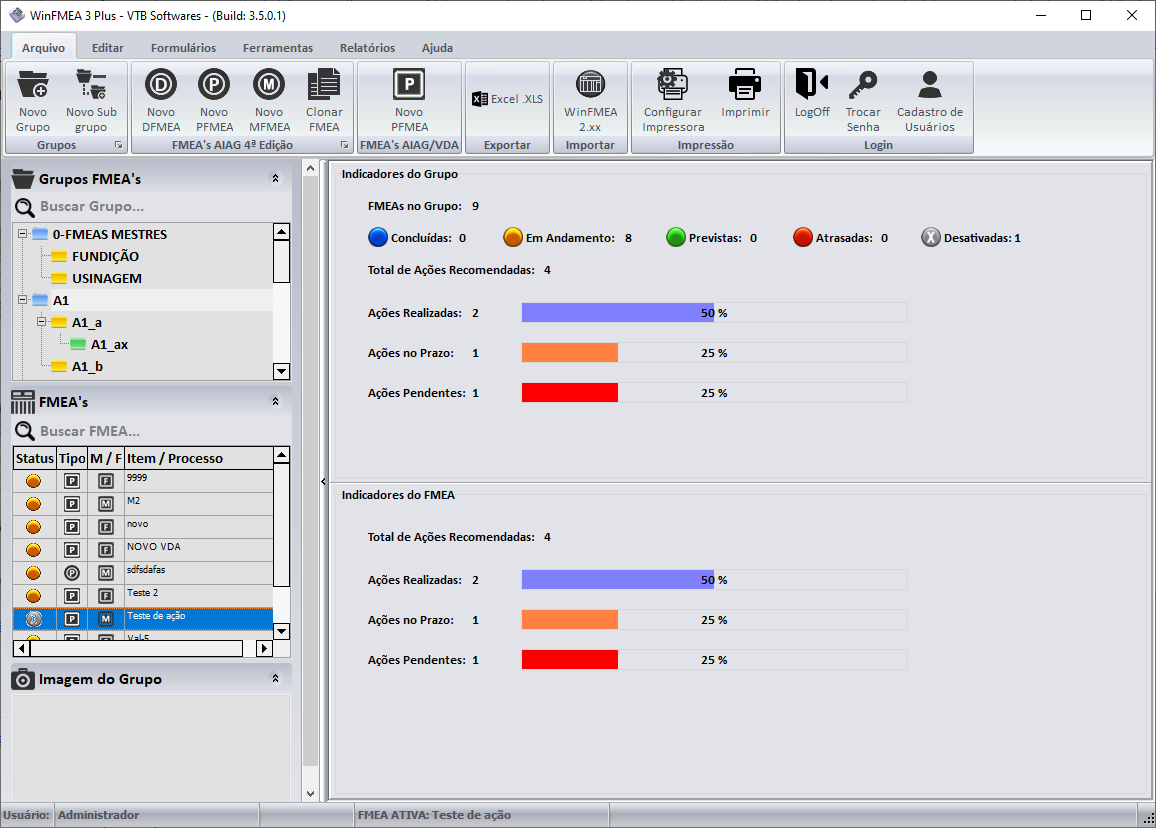 WinFMEA 3 Plus - VTB Softwares - (Build: 3.5.0.1)
Arquivo Editar Formulários Ferramentas Relatórios Ajuda
Novo Grupo
Novo Sub grupo
Grupos
Novo DFMEA
Novo PFMEA
Novo MFMEA
Clonar FMEA
FMEA's AIAG 4ª Edição
Novo PFMEA
FMEA's AIAG/VDA
Excel .XLS
Exportar
WinFMEA 2.xx
Importar
Configurar Impressora
Imprimir
Impressão
LogOff
Trocar Senha
Cadastro de Usuários
Login
Grupos FMEA's
Buscar Grupo...
0-FMEAS MESTRES
FUNDIÇÃO
USINAGEM
A1
A1_a
A1_ax
A1_b
FMEA's
Buscar FMEA...
Status Tipo M / F Item / Processo
P F 9999
P M M2
P F novo
P F NOVO VDA
P M sdfsdafas
P F Teste 2
P M Teste de ação
Val-5
Imagem do Grupo
Indicadores do Grupo
FMEAs no Grupo: 9
Concluídas: 0 Em Andamento: 8 Previstas: 0 Atrasadas: 0 X Desativadas: 1
Total de Ações Recomendadas: 4
Ações Realizadas: 2 50 %
Ações no Prazo: 1 25 %
Ações Pendentes: 1 25 %
Indicadores do FMEA
Total de Ações Recomendadas: 4
Ações Realizadas: 2 50 %
Ações no Prazo: 1 25 %
Ações Pendentes: 1 25 %
Usuário: Administrador FMEA ATIVA: Teste de ação